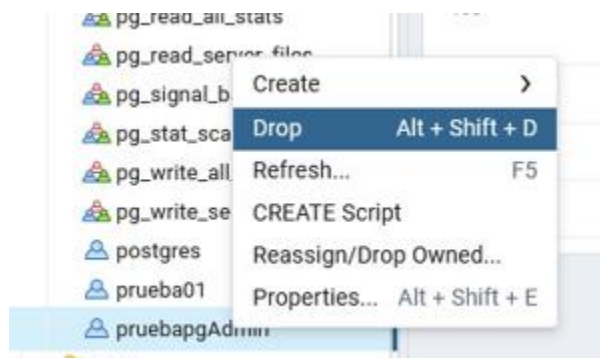 pg_read_all_stats
pg_read_server_files
pg_signal_b
pg_stat_sca
pg_write_all
pg_write_se
postgres
prueba01
pruebapgAdmin
Create
Drop Alt + Shift + D
Refresh... F5
CREATE Script
Reassign/Drop Owned...
Properties... Alt + Shift + E